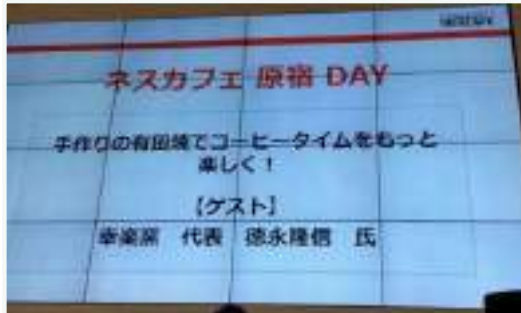 NESCAFÉ
ネスカフェ 原宿 DAY
手作りの有田焼でコーヒータイムをもっと
楽しく！
【ゲスト】
幸楽窯　代表　徳永隆信　氏